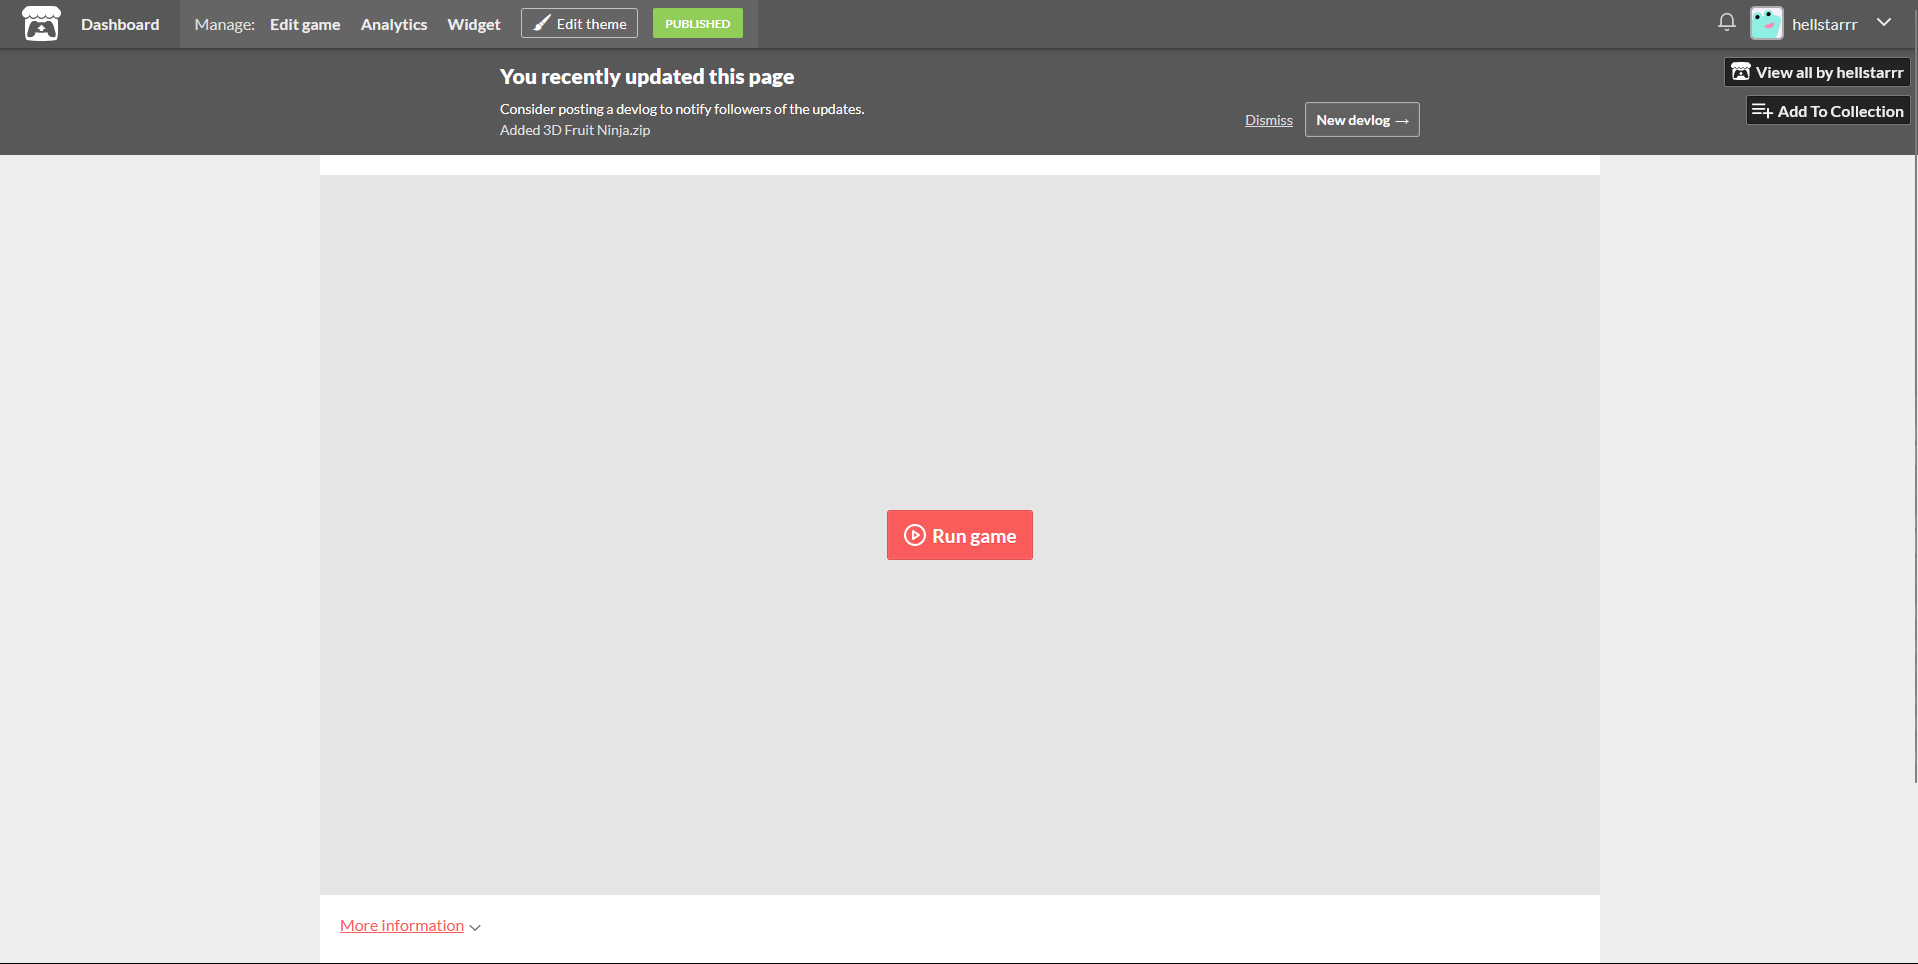 Dashboard Manage: Edit game Analytics Widget Edit theme PUBLISHED hellstarrr
You recently updated this page
View all by hellstarrr
Consider posting a devlog to notify followers of the updates.
Added 3D Fruit Ninja.zip
Dismiss New devlog →
Add To Collection
Run game
More information